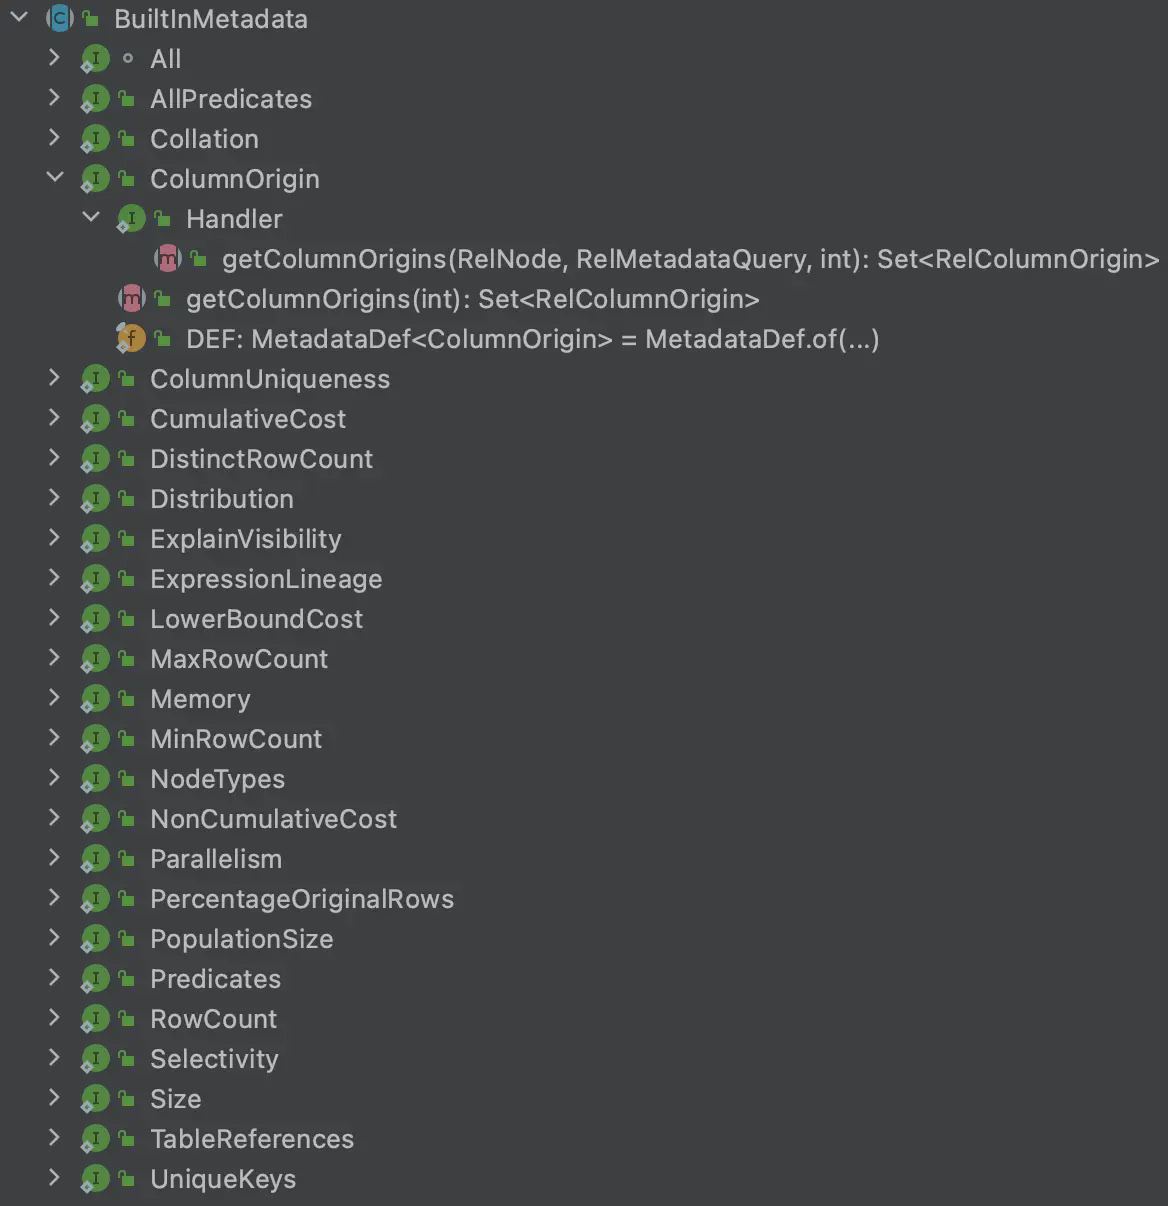 BuiltInMetadata
All
AllPredicates
Collation
ColumnOrigin
Handler
getColumnOrigins(RelNode, RelMetadataQuery, int): Set<RelColumnOrigin>
getColumnOrigins(int): Set<RelColumnOrigin>
DEF: MetadataDef<ColumnOrigin> = MetadataDef.of(...)
ColumnUniqueness
CumulativeCost
DistinctRowCount
Distribution
ExplainVisibility
ExpressionLineage
LowerBoundCost
MaxRowCount
Memory
MinRowCount
NodeTypes
NonCumulativeCost
Parallelism
PercentageOriginalRows
PopulationSize
Predicates
RowCount
Selectivity
Size
TableReferences
UniqueKeys